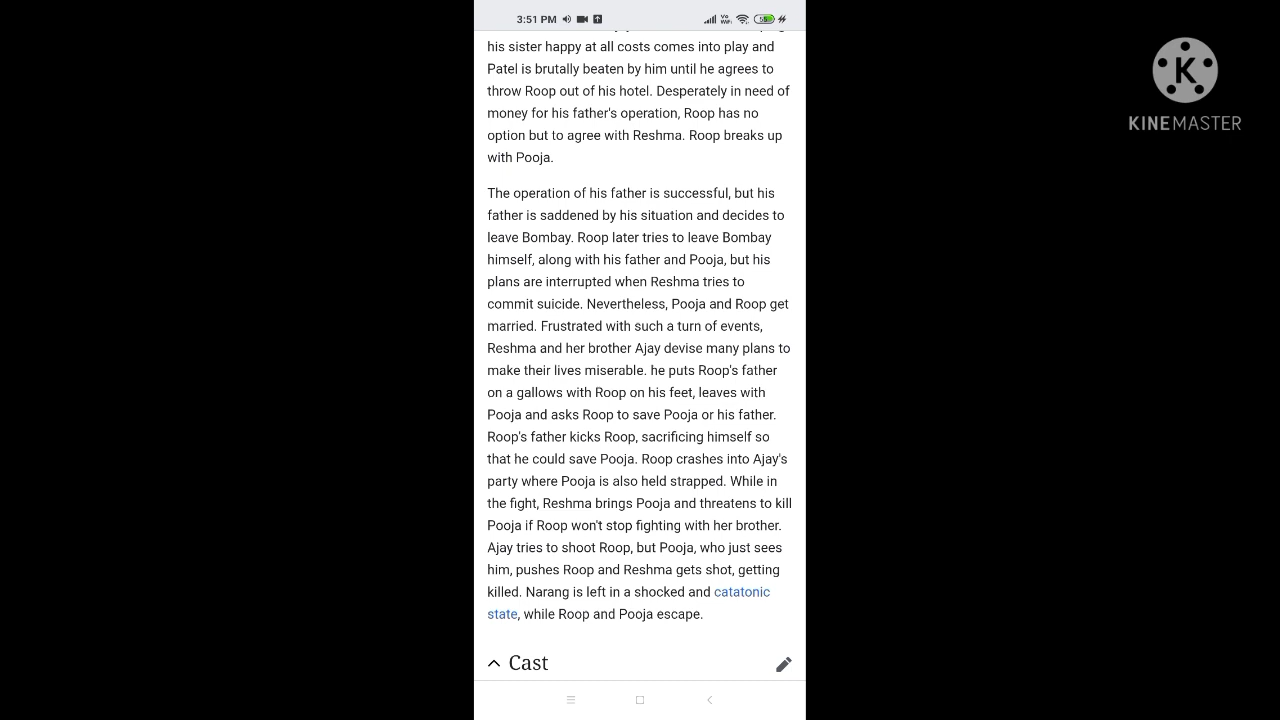 3:51 PM
Vo WiFi
55
his sister happy at all costs comes into play and
Patel is brutally beaten by him until he agrees to
throw Roop out of his hotel. Desperately in need of
money for his father's operation, Roop has no
option but to agree with Reshma. Roop breaks up
with Pooja.
The operation of his father is successful, but his
father is saddened by his situation and decides to
leave Bombay. Roop later tries to leave Bombay
himself, along with his father and Pooja, but his
plans are interrupted when Reshma tries to
commit suicide. Nevertheless, Pooja and Roop get
married. Frustrated with such a turn of events,
Reshma and her brother Ajay devise many plans to
make their lives miserable. he puts Roop's father
on a gallows with Roop on his feet, leaves with
Pooja and asks Roop to save Pooja or his father.
Roop's father kicks Roop, sacrificing himself so
that he could save Pooja. Roop crashes into Ajay's
party where Pooja is also held strapped. While in
the fight, Reshma brings Pooja and threatens to kill
Pooja if Roop won't stop fighting with her brother.
Ajay tries to shoot Roop, but Pooja, who just sees
him, pushes Roop and Reshma gets shot, getting
killed. Narang is left in a shocked and catatonic
state, while Roop and Pooja escape.
Cast
K
KINEMASTER